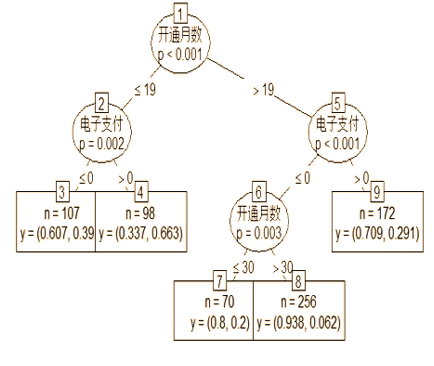 1
开通月数
p < 0.001
≤ 19
> 19
2
电子支付
p = 0.002
5
电子支付
p < 0.001
≤ 0
> 0
≤ 0
> 0
3
n = 107
y = (0.607, 0.39
4
n = 98
y = (0.337, 0.663)
6
开通月数
p = 0.003
9
n = 172
y = (0.709, 0.291)
≤ 30
> 30
7
n = 70
y = (0.8, 0.2)
8
n = 256
y = (0.938, 0.062)